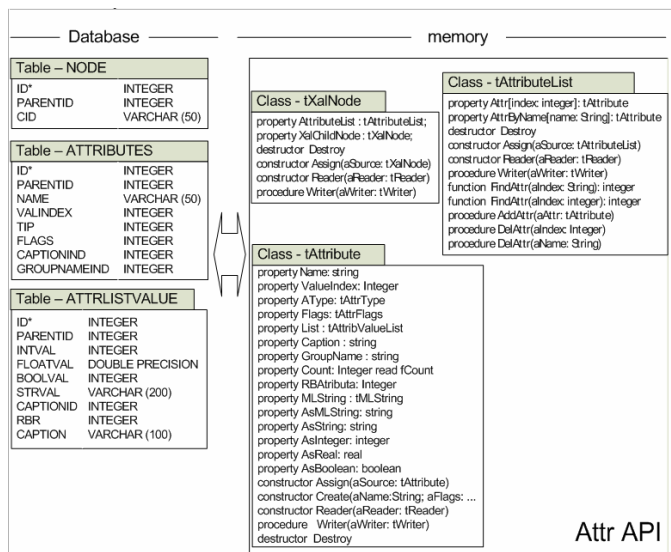 Database
memory
Table – NODE
ID* INTEGER
PARENTID INTEGER
CID VARCHAR (50)
Table – ATTRIBUTES
ID* INTEGER
PARENTID INTEGER
NAME VARCHAR (50)
VALINDEX INTEGER
TIP INTEGER
FLAGS INTEGER
CAPTIONIND INTEGER
GROUPNAMEIND INTEGER
Table – ATTRLISTVALUE
ID* INTEGER
PARENTID INTEGER
INTVAL INTEGER
FLOATVAL DOUBLE PRECISION
BOOLVAL INTEGER
STRVAL VARCHAR (200)
CAPTIONID INTEGER
RBR INTEGER
CAPTION VARCHAR (100)
Class - tXalNode
property AttributeList : tAttributeList;
property XalChildNode : tXalNode;
destructor Destroy
constructor Assign(aSource: tXalNode)
constructor Reader(aReader: tReader)
procedure Writer(aWriter: tWriter)
Class - tAttributeList
property Attr[index: integer]: tAttribute
property AttrByName[name: String]: tAttribute
destructor Destroy
constructor Assign(aSource: tAttributeList)
constructor Reader(aReader: tReader)
procedure Writer(aWriter: tWriter)
function FindAttr(aIndex: String): integer
function FindAttr(aIndex: integer): integer
procedure AddAttr(aAttr: tAttribute)
procedure DelAttr(aIndex: Integer)
procedure DelAttr(aName: String)
Class - tAttribute
property Name: string
property ValueIndex: Integer
property AType: tAttrType
property Flags: tAttrFlags
property List : tAttribValueList
property Caption : string
property GroupName : string
property Count: Integer read fCount
property RBAtributa: Integer
property MLString : tMLString
property AsMLString: string
property AsString: string
property AsInteger: integer
property AsReal: real
property AsBoolean: boolean
constructor Assign(aSource: tAttribute)
constructor Create(aName:String; aFlags: ...
constructor Reader(aReader: tReader)
procedure Writer(aWriter: tWriter)
destructor Destroy
Attr API